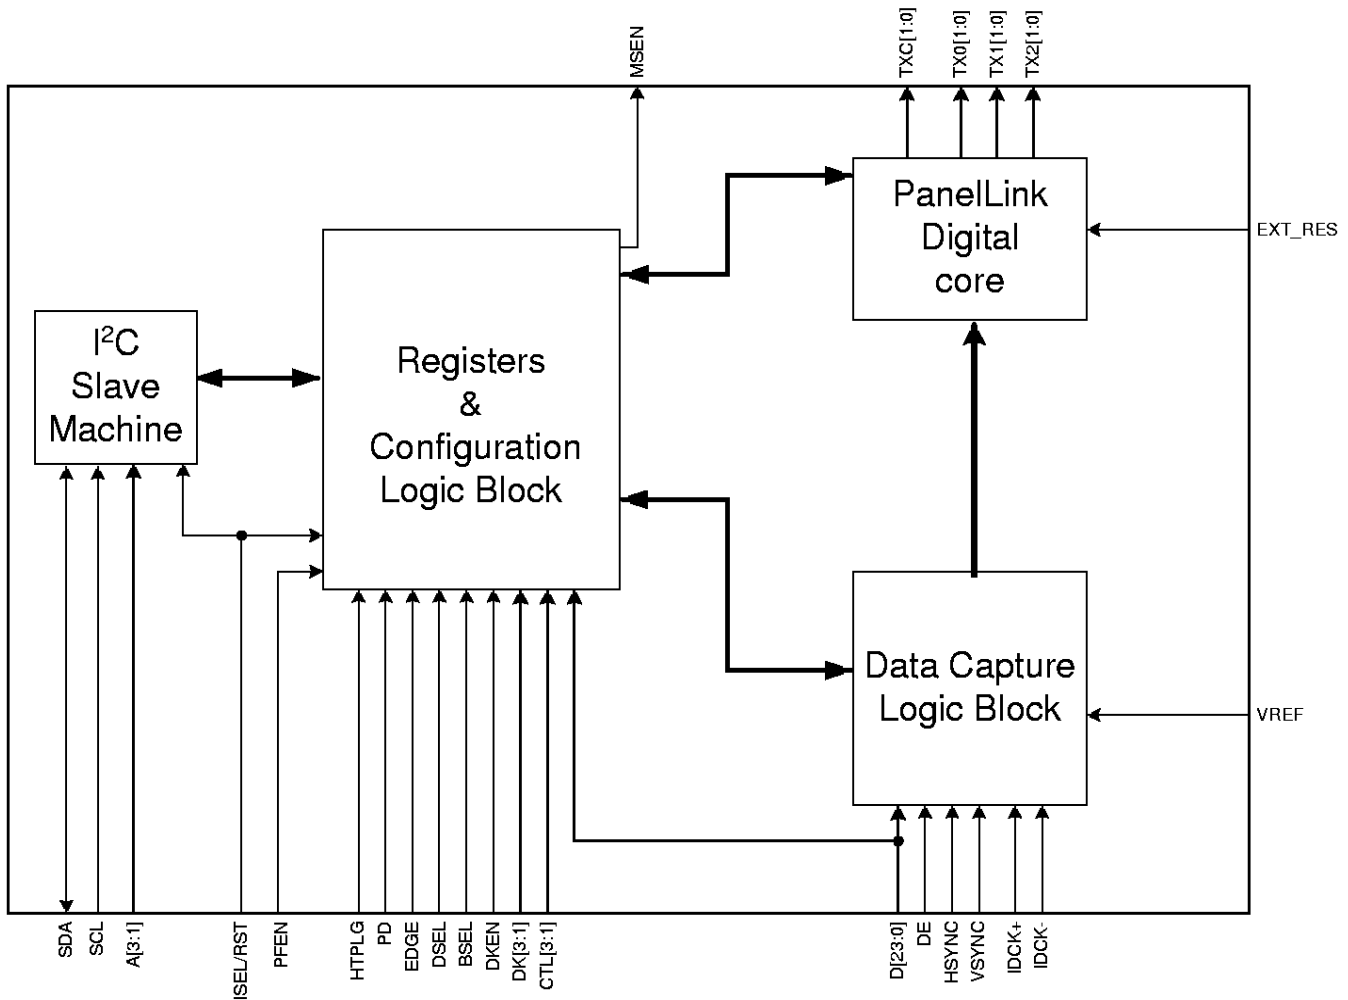 MSEN
TXC[1:0]
TX0[1:0]
TX1[1:0]
TX2[1:0]
PanelLink
Digital
core
EXT_RES
I²C
Slave
Machine
Registers
&
Configuration
Logic Block
Data Capture
Logic Block
VREF
SDA
SCL
A[3:1]
ISEL/RST
PFEN
HTPLG
PD
EDGE
DSEL
BSEL
DKEN
DK[3:1]
CTL[3:1]
D[23:0]
DE
HSYNC
VSYNC
IDCK+
IDCK-